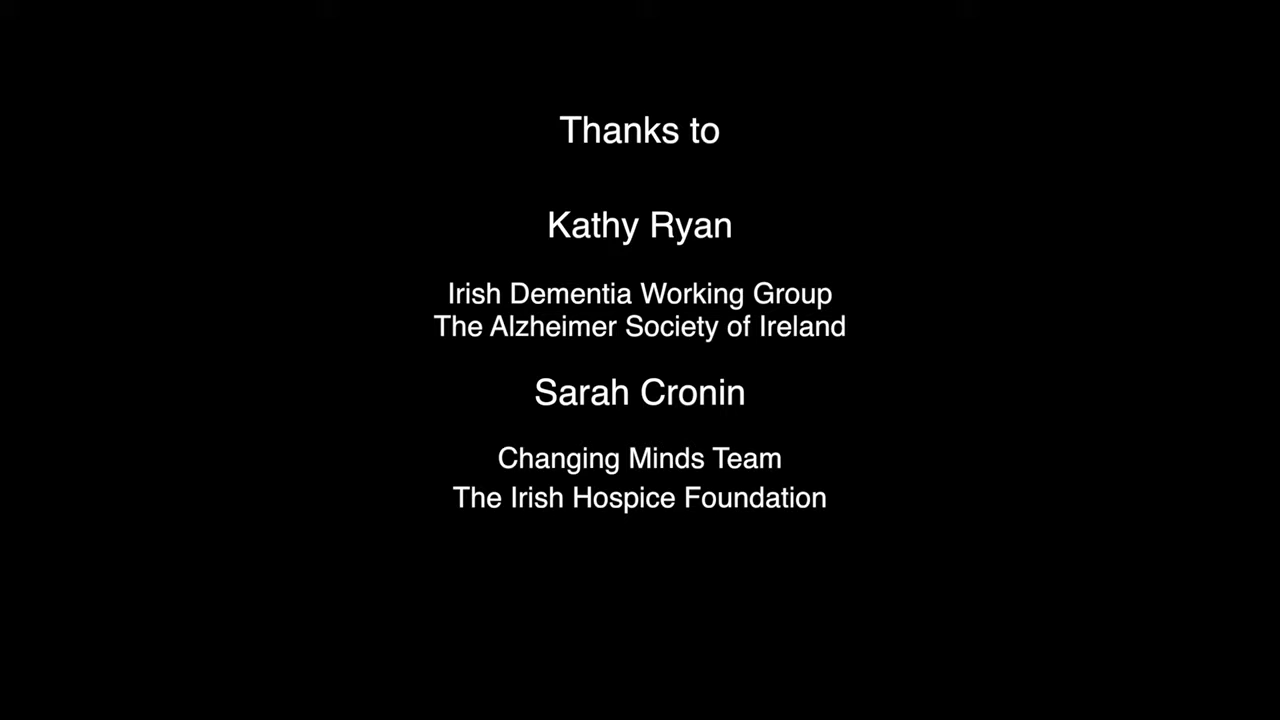 Thanks to
Kathy Ryan
Irish Dementia Working Group
The Alzheimer Society of Ireland
Sarah Cronin
Changing Minds Team
The Irish Hospice Foundation